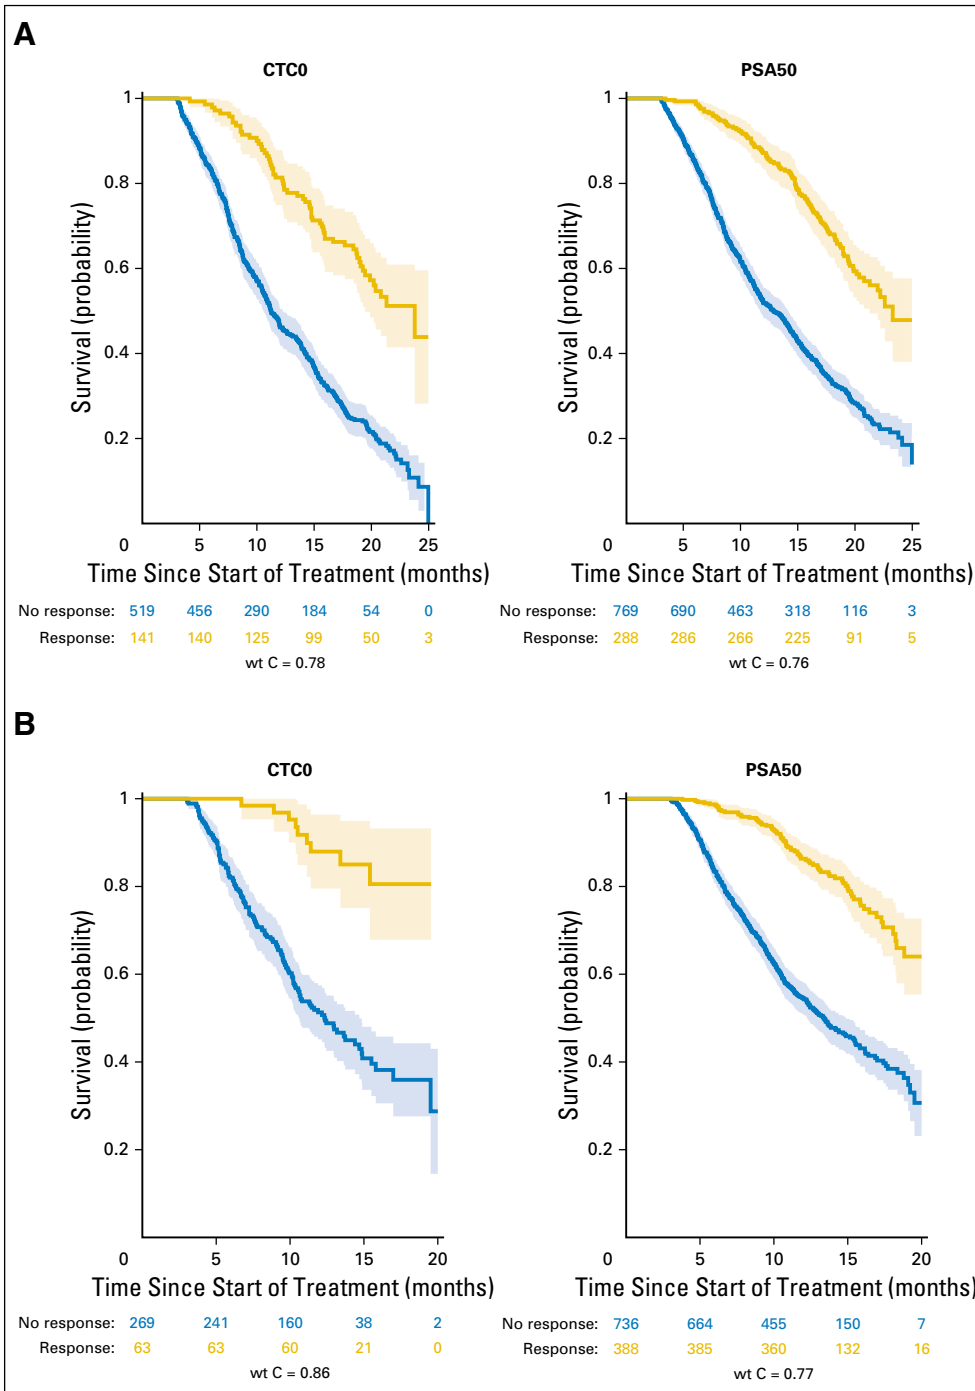 A
CTC0
PSA50
1
0.8
0.6
0.4
0.2
Survival (probability)
0 5 10 15 20 25
Time Since Start of Treatment (months)
No response: 519 456 290 184 54 0
Response: 141 140 125 99 50 3
wt C = 0.78
1
0.8
0.6
0.4
0.2
Survival (probability)
0 5 10 15 20 25
Time Since Start of Treatment (months)
No response: 769 690 463 318 116 3
Response: 288 286 266 225 91 5
wt C = 0.76
B
CTC0
PSA50
1
0.8
0.6
0.4
0.2
Survival (probability)
0 5 10 15 20
Time Since Start of Treatment (months)
No response: 269 241 160 38 2
Response: 63 63 60 21 0
wt C = 0.86
1
0.8
0.6
0.4
0.2
Survival (probability)
0 5 10 15 20
Time Since Start of Treatment (months)
No response: 736 664 455 150 7
Response: 388 385 360 132 16
wt C = 0.77